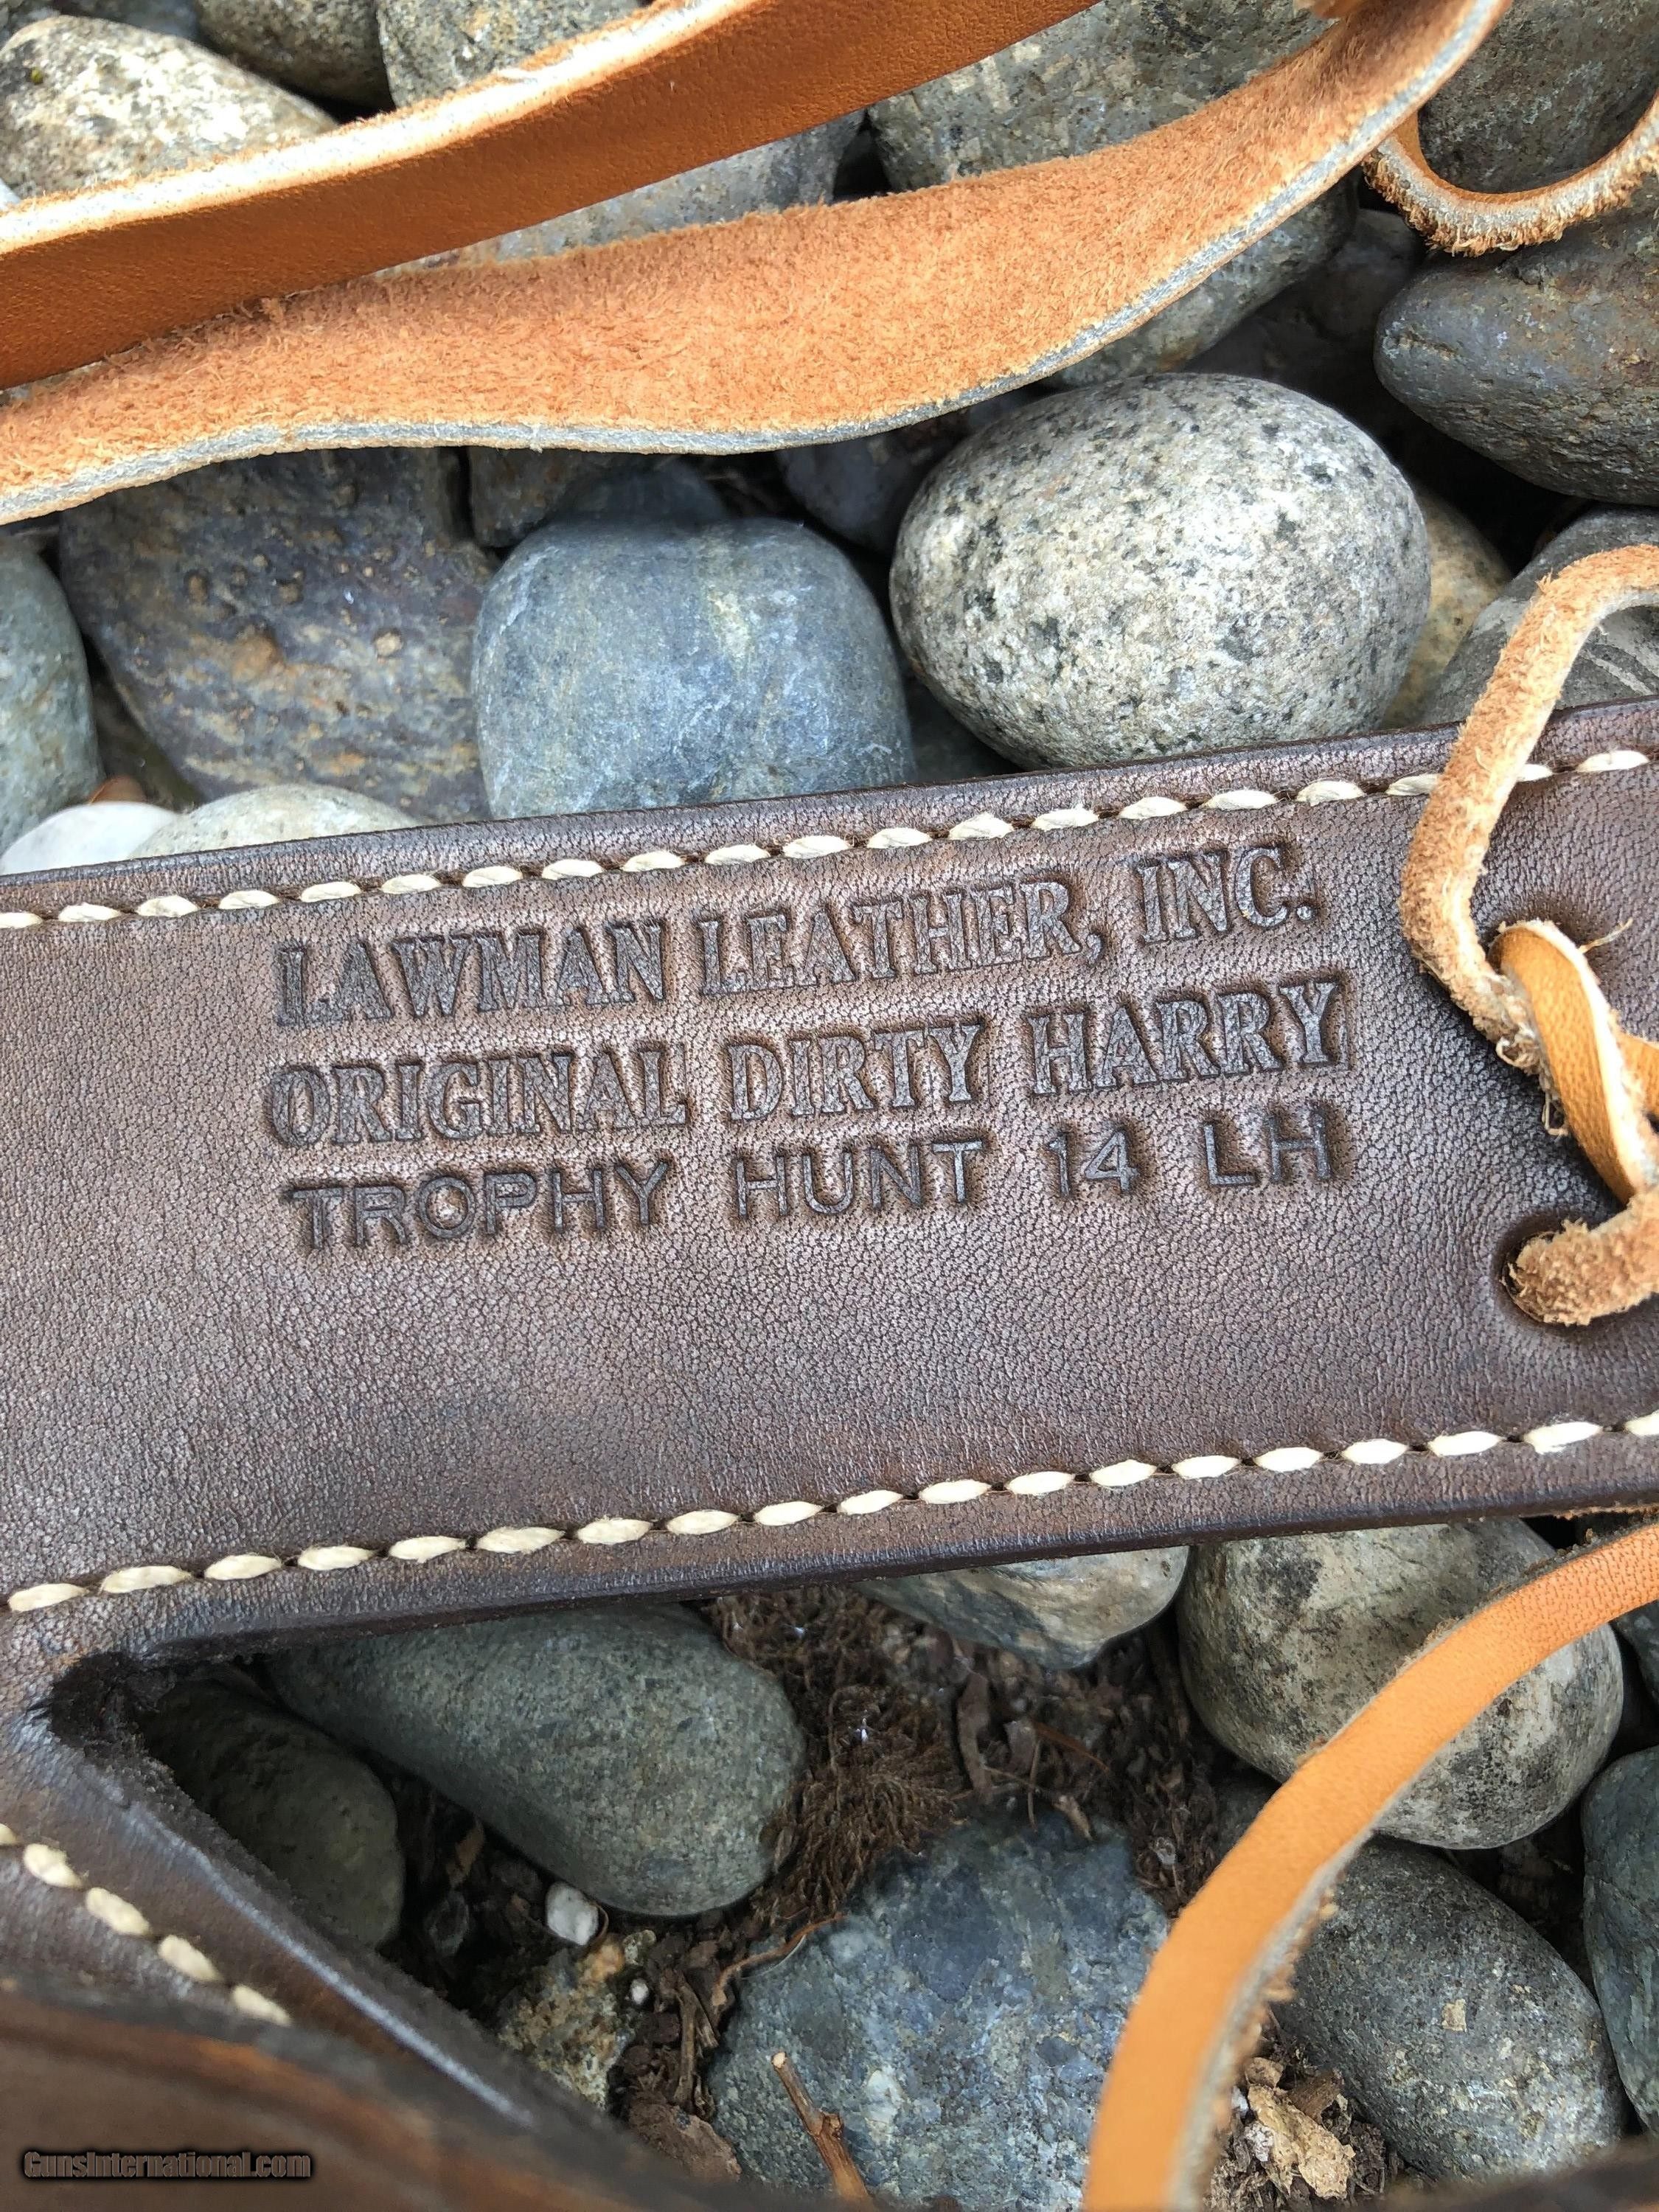 LAWMAN LEATHER, INC.
ORIGINAL DIRTY HARRY
TROPHY HUNT 14 LH
GunsInternational.com